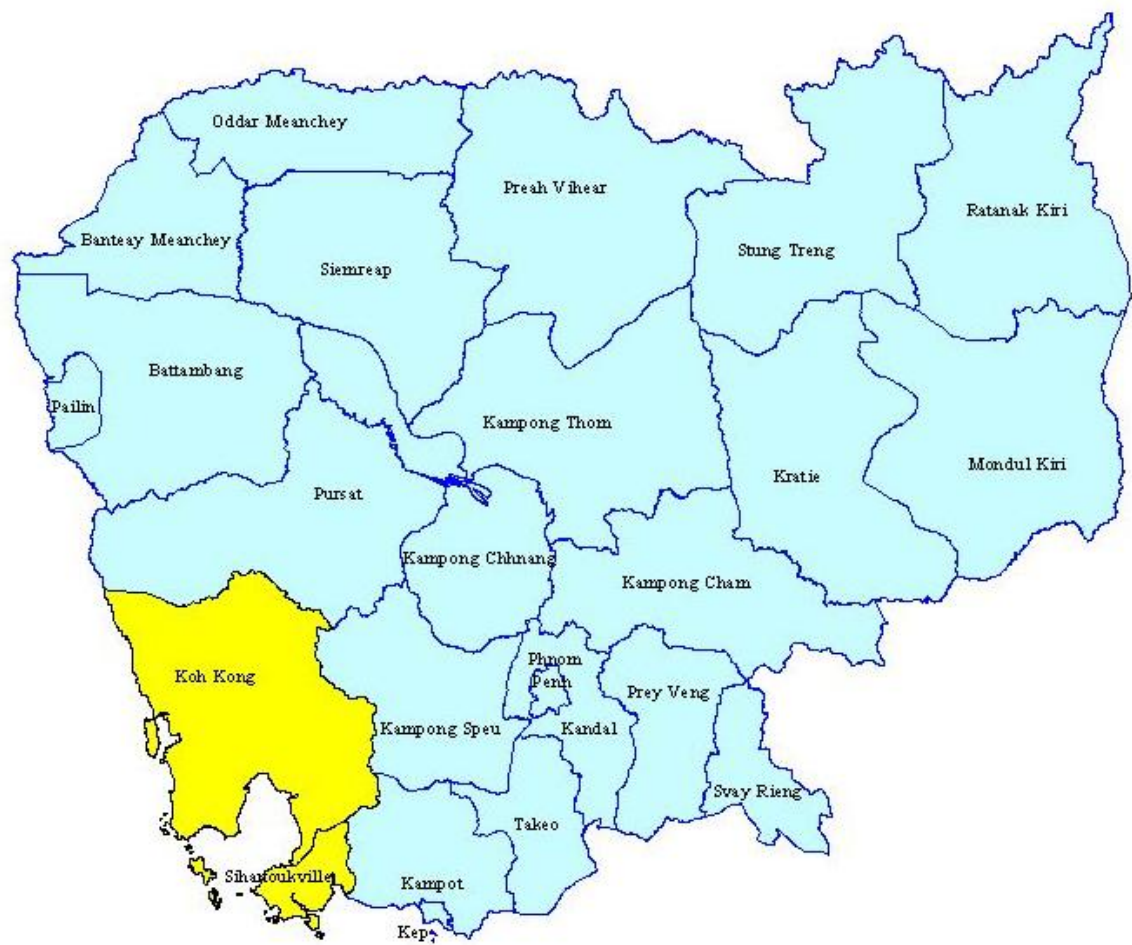 Oddar Meanchey
Preah Vihear
Ratanak Kiri
Banteay Meanchey
Stung Treng
Siemreap
Battambang
Pailin
Kampong Thom
Mondul Kiri
Kratie
Pursat
Kampong Chhnang
Kampong Cham
Phnom
Penh
Koh Kong
Prey Veng
Kampong Speu
Kandal
Svay Rieng
Takeo
Sihanoukville
Kampot
Kep